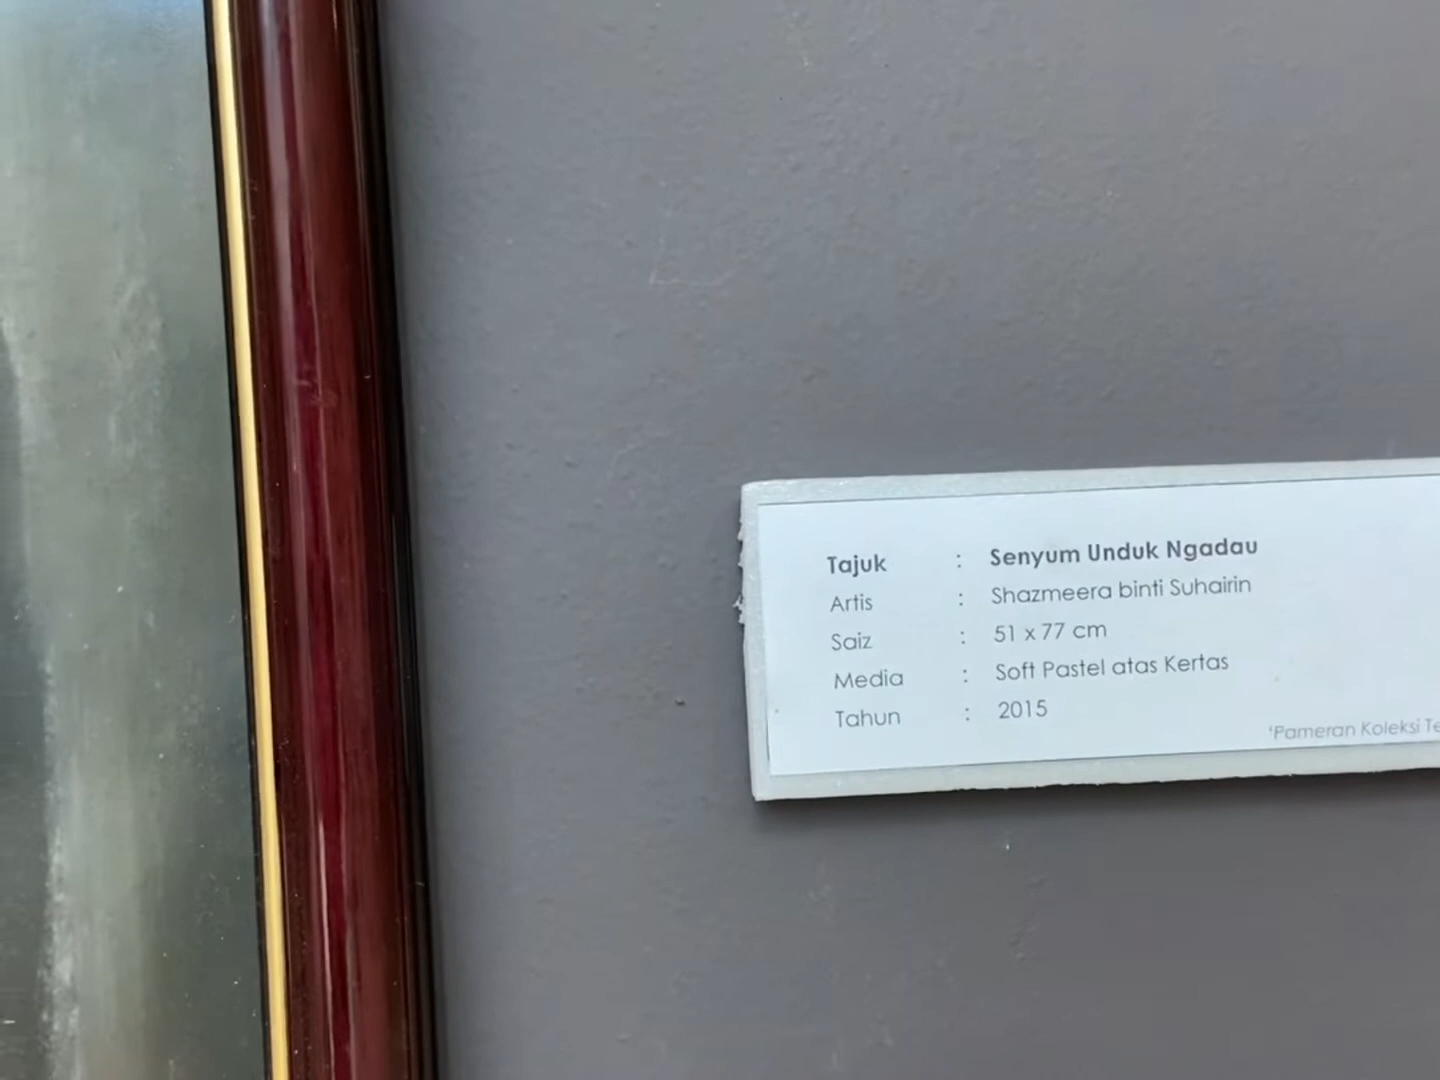 Tajuk : Senyum Unduk Ngadau
Artis : Shazmeera binti Suhairin
Saiz : 51 x 77 cm
Media : Soft Pastel atas Kertas
Tahun : 2015
'Pameran Koleksi